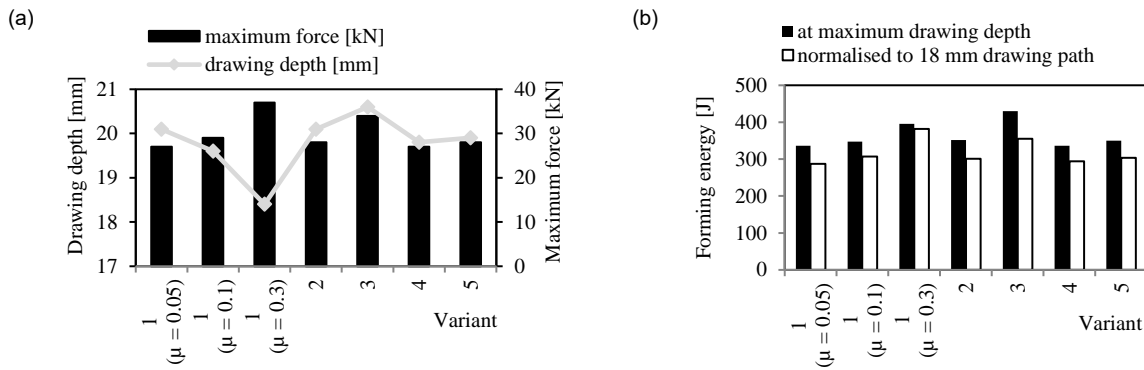 (a)
maximum force [kN]
drawing depth [mm]
Drawing depth [mm]
21
20
19
18
17
40
30
20
10
0
Maximum force [kN]
1
(μ = 0.05)
1
(μ = 0.1)
1
(μ = 0.3)
2
3
4
5
Variant
(b)
at maximum drawing depth
normalised to 18 mm drawing path
Forming energy [J]
500
400
300
200
100
0
1
(μ = 0.05)
1
(μ = 0.1)
1
(μ = 0.3)
2
3
4
5
Variant